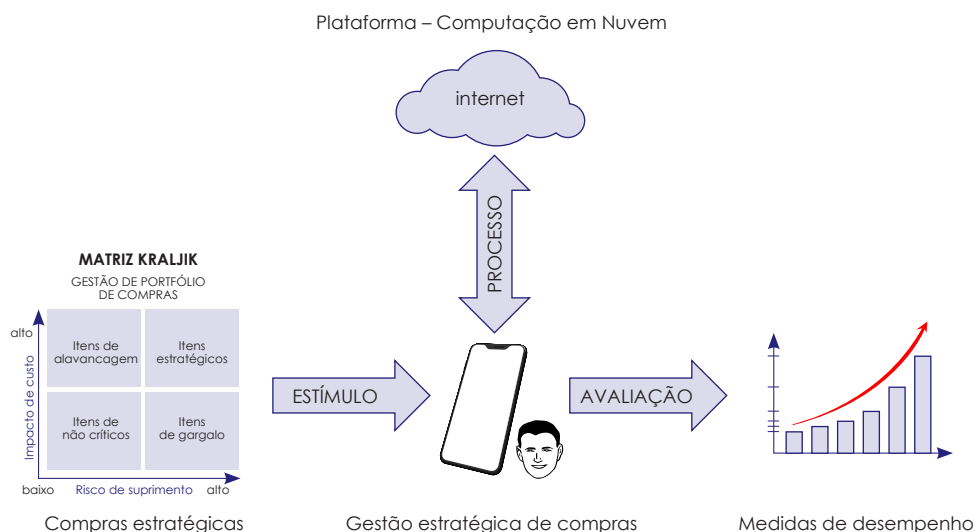 Plataforma – Computação em Nuvem
internet
PROCESSO
MATRIZ KRALJIK
GESTÃO DE PORTFÓLIO
DE COMPRAS
alto
Impacto de custo
Itens de
alavancagem
Itens
estratégicos
Itens de
não críticos
Itens
de gargalo
baixo
Risco de suprimento
alto
ESTÍMULO
AVALIAÇÃO
Compras estratégicas
Gestão estratégica de compras
Medidas de desempenho